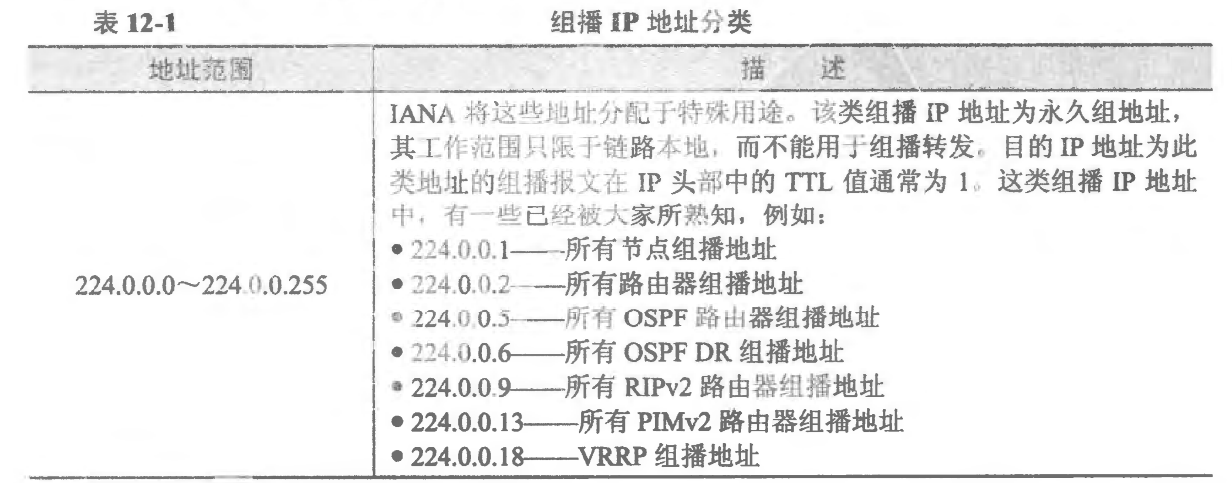 表 12-1 组播 IP 地址分类
地址范围 描 述
IANA 将这些地址分配于特殊用途。该类组播 IP 地址为永久组地址，
其工作范围只限于链路本地，而不能用于组播转发。目的 IP 地址为此
类地址的组播报文在 IP 头部中的 TTL 值通常为 1。这类组播 IP 地址
中，有一些已经被大家所熟知，例如：
● 224.0.0.1——所有节点组播地址
224.0.0.0～224.0.0.255 ● 224.0.0.2——所有路由器组播地址
● 224.0.0.5——所有 OSPF 路由器组播地址
● 224.0.0.6——所有 OSPF DR 组播地址
● 224.0.0.9——所有 RIPv2 路由器组播地址
● 224.0.0.13——所有 PIMv2 路由器组播地址
● 224.0.0.18——VRRP 组播地址